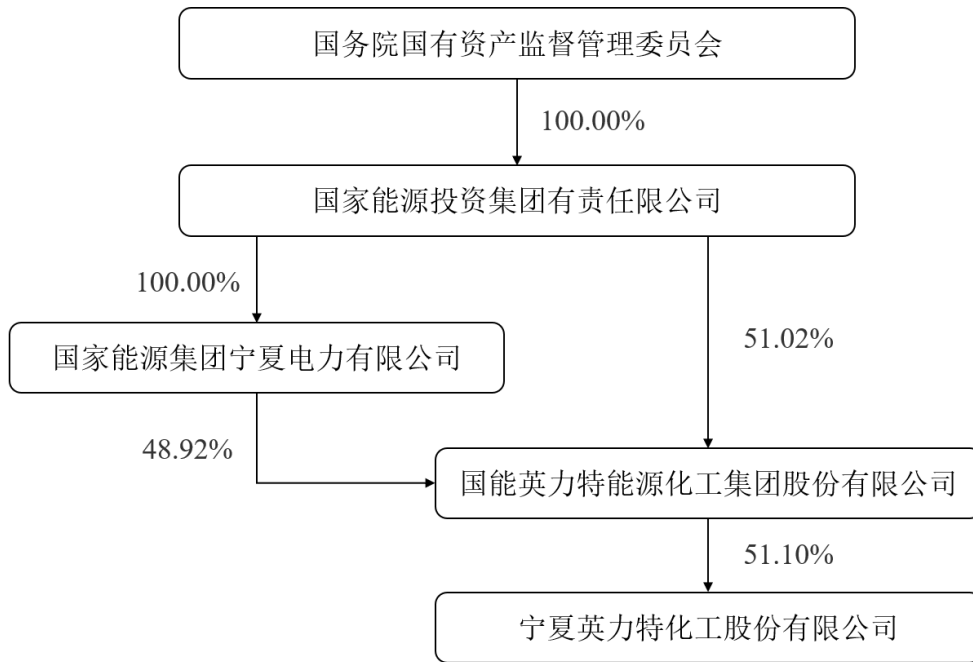 国务院国有资产监督管理委员会
100.00%
国家能源投资集团有责任限公司
100.00%
51.02%
国家能源集团宁夏电力有限公司
48.92%
国能英力特能源化工集团股份有限公司
51.10%
宁夏英力特化工股份有限公司